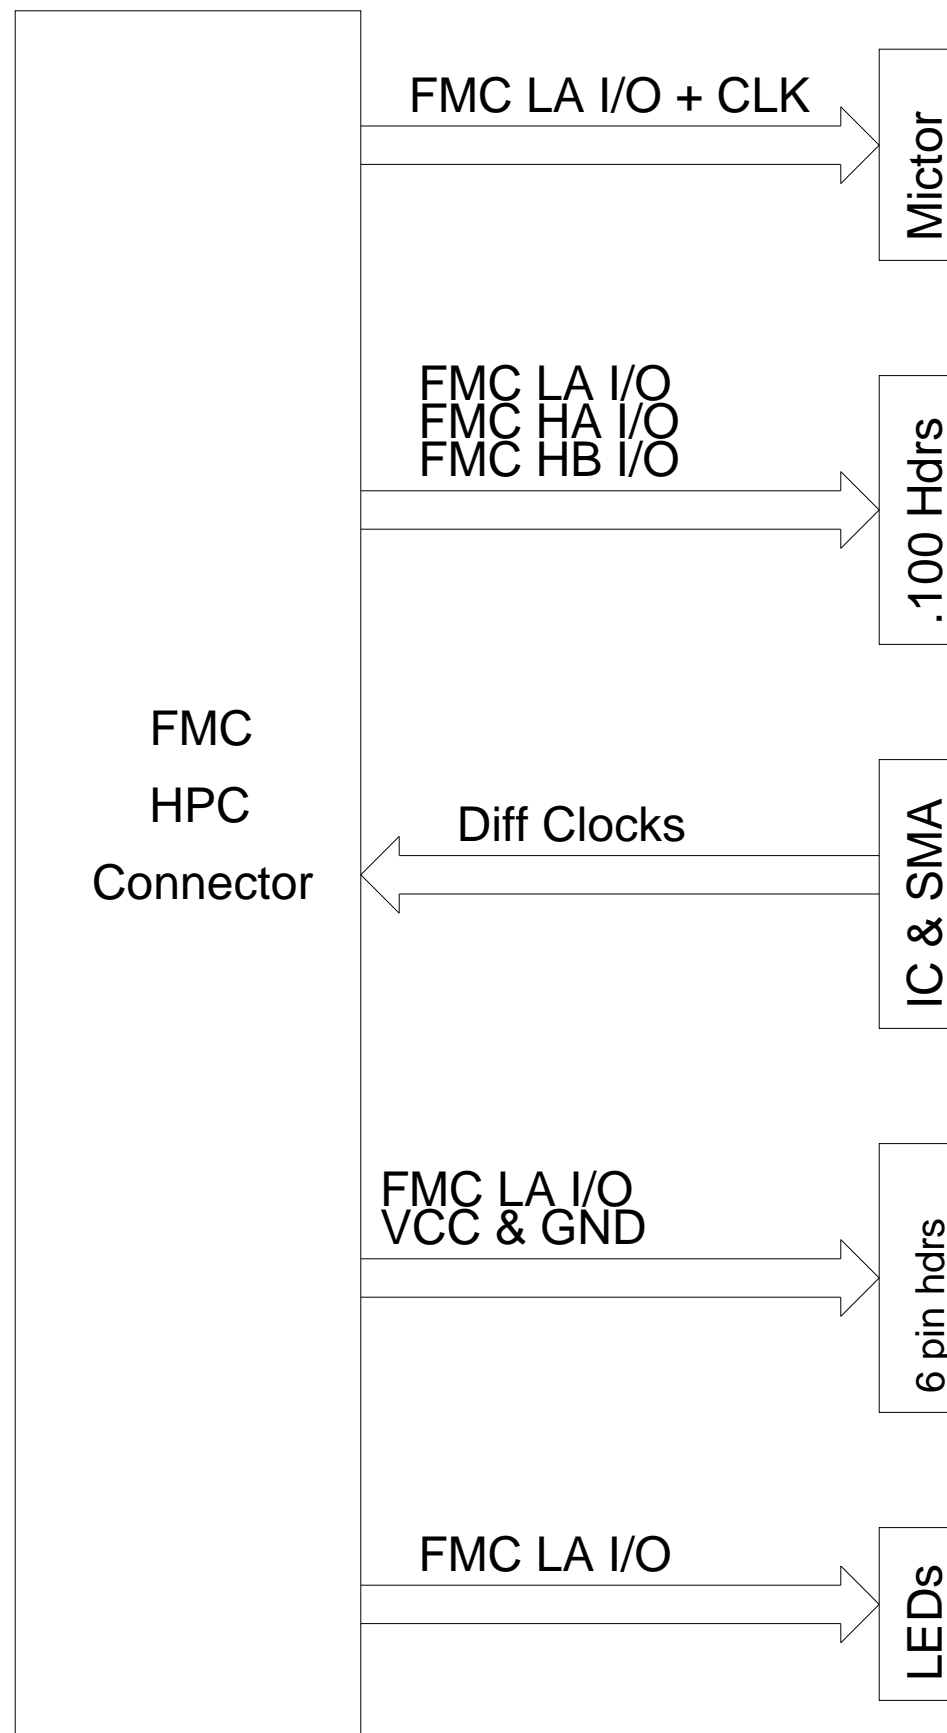 FMC LA I/O + CLK
Mictor
FMC LA I/O
FMC HA I/O
FMC HB I/O
.100 Hdrs
FMC
HPC
Connector
Diff Clocks
IC & SMA
FMC LA I/O
VCC & GND
6 pin hdrs
FMC LA I/O
LEDs